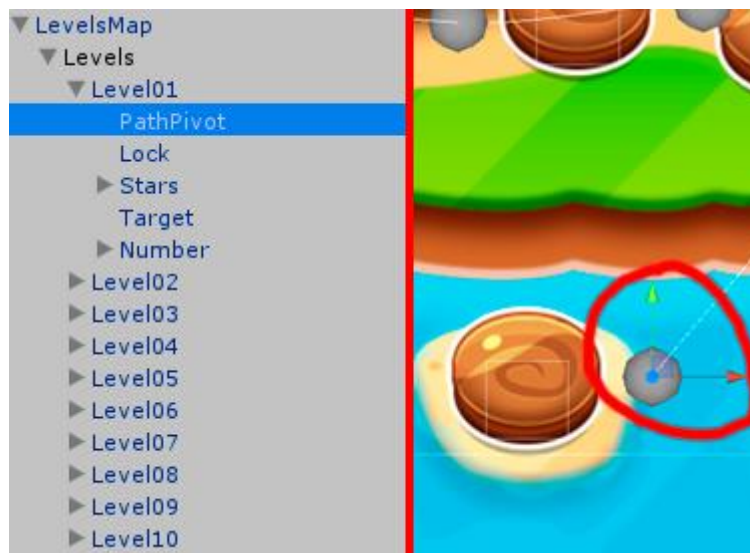 LevelsMap
Levels
Level01
PathPivot
Lock
Stars
Target
Number
Level02
Level03
Level04
Level05
Level06
Level07
Level08
Level09
Level10